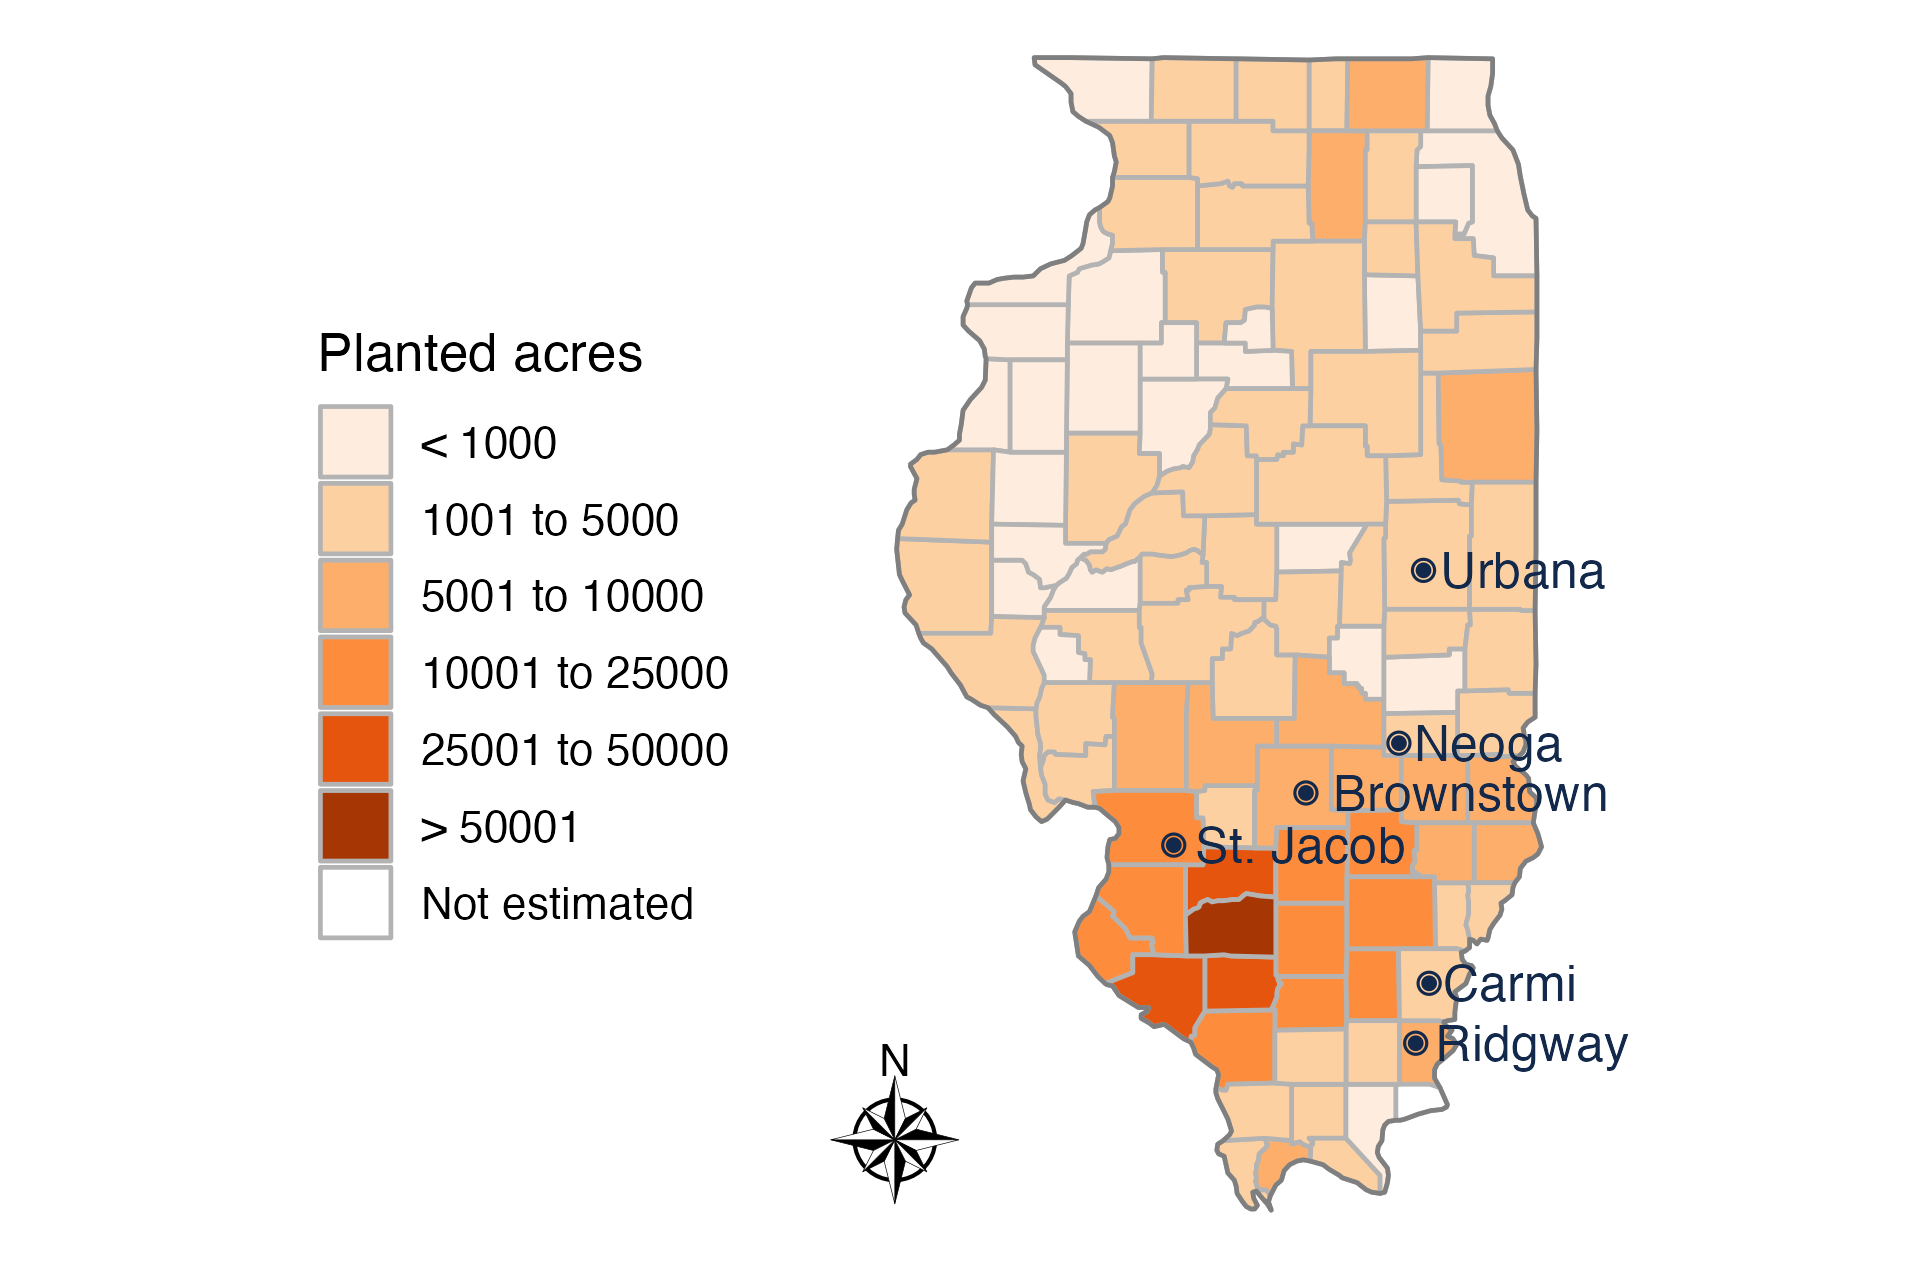 Planted acres
< 1000
1001 to 5000
5001 to 10000
10001 to 25000
25001 to 50000
> 50001
Not estimated
Urbana
Neoga
Brownstown
St. Jacob
Carmi
Ridgway
N